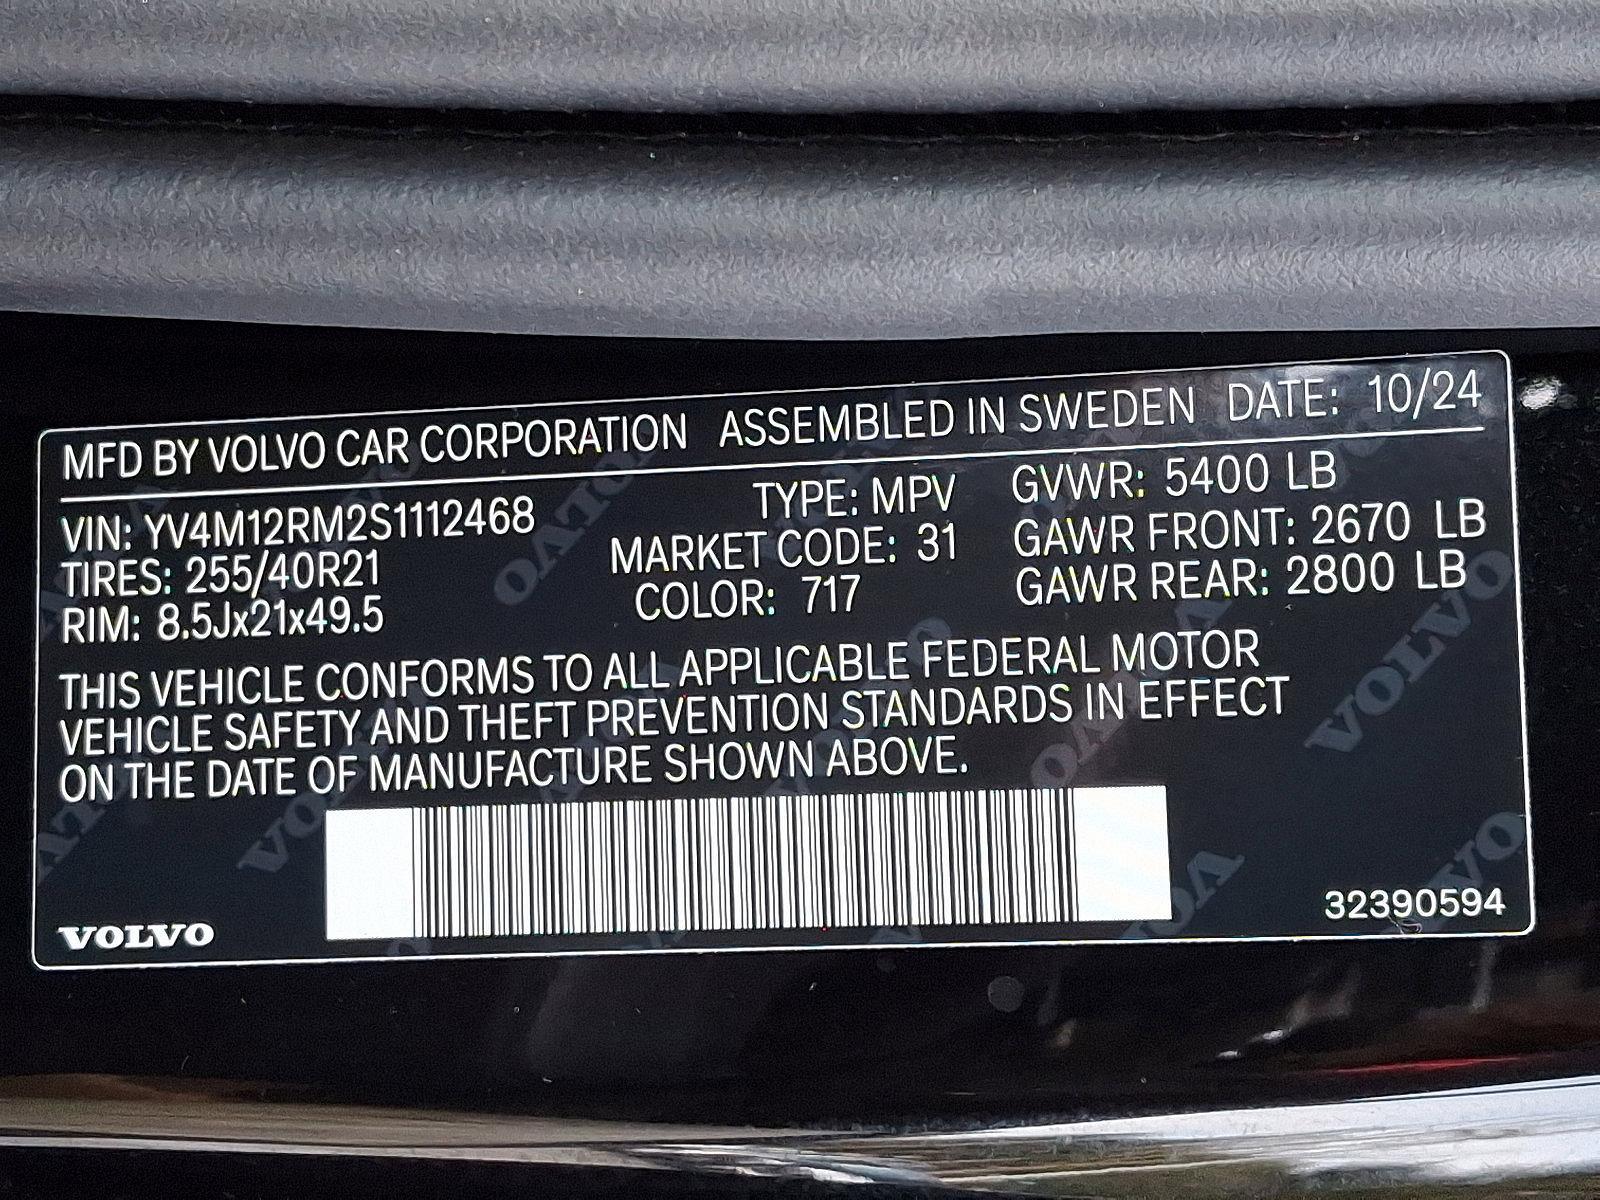 MFD BY VOLVO CAR CORPORATION ASSEMBLED IN SWEDEN DATE: 10/24
VIN: YV4M12RM2S1112468
TIRES: 255/40R21
RIM: 8.5Jx21x49.5
TYPE: MPV
MARKET CODE: 31
COLOR: 717
GVWR: 5400 LB
GAWR FRONT: 2670 LB
GAWR REAR: 2800 LB
THIS VEHICLE CONFORMS TO ALL APPLICABLE FEDERAL MOTOR
VEHICLE SAFETY AND THEFT PREVENTION STANDARDS IN EFFECT
ON THE DATE OF MANUFACTURE SHOWN ABOVE.
VOLVO
32390594